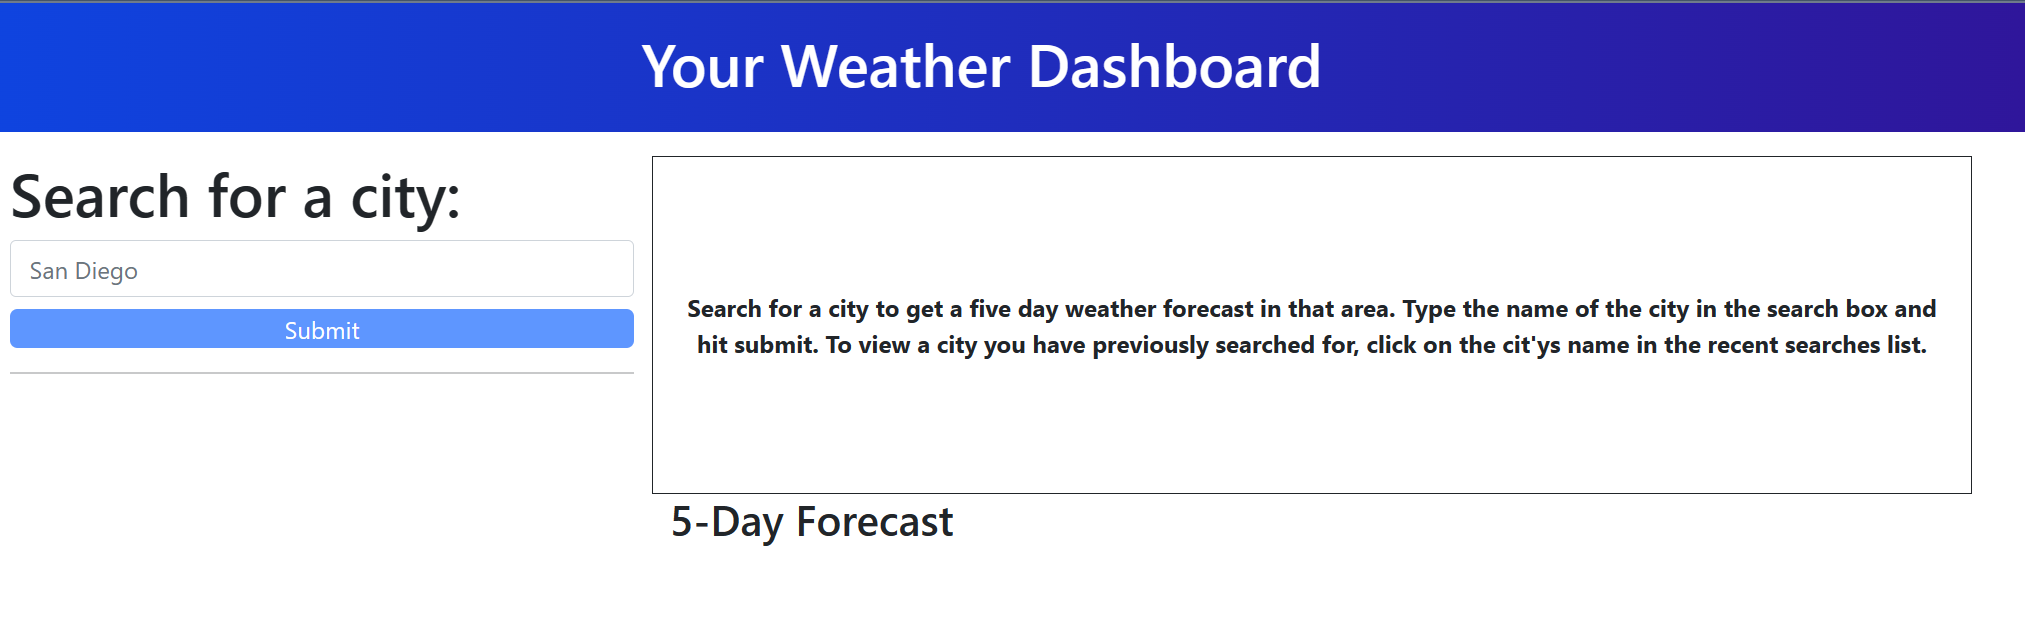 Your Weather Dashboard
Search for a city:
San Diego
Submit
Search for a city to get a five day weather forecast in that area. Type the name of the city in the search box and
hit submit. To view a city you have previously searched for, click on the cit'ys name in the recent searches list.
5-Day Forecast